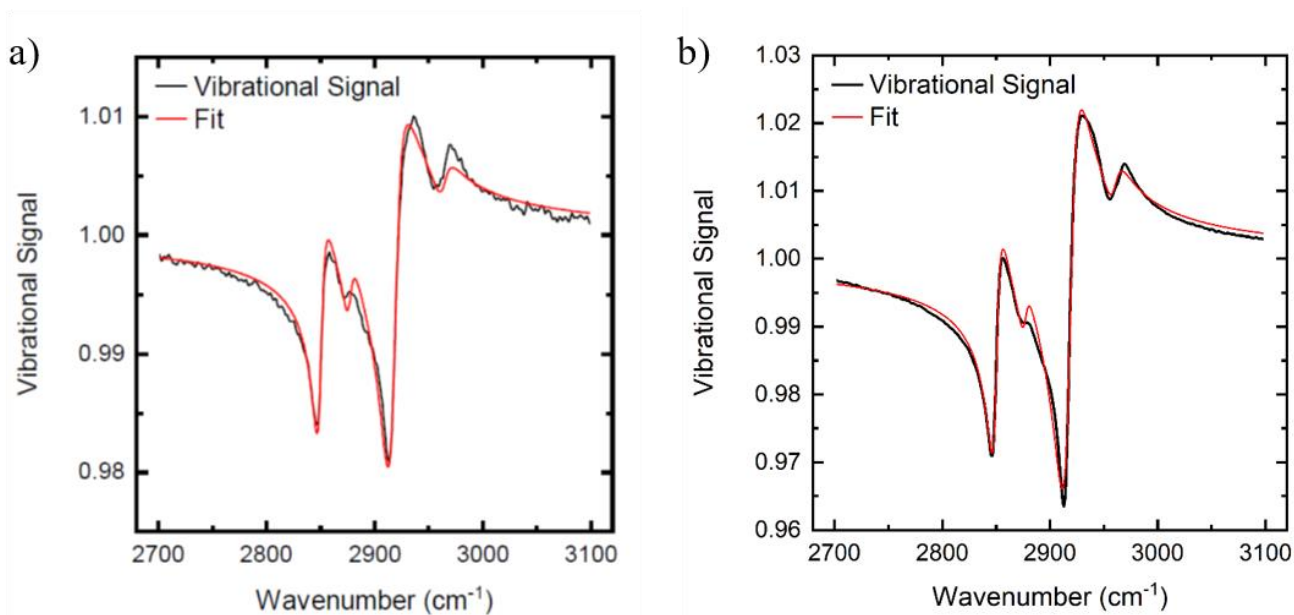 a)
Vibrational Signal
Fit
1.01
1.00
0.99
0.98
Vibrational Signal
2700 2800 2900 3000 3100
Wavenumber (cm⁻¹)
b)
Vibrational Signal
Fit
1.03
1.02
1.01
1.00
0.99
0.98
0.97
0.96
Vibrational Signal
2700 2800 2900 3000 3100
Wavenumber (cm⁻¹)